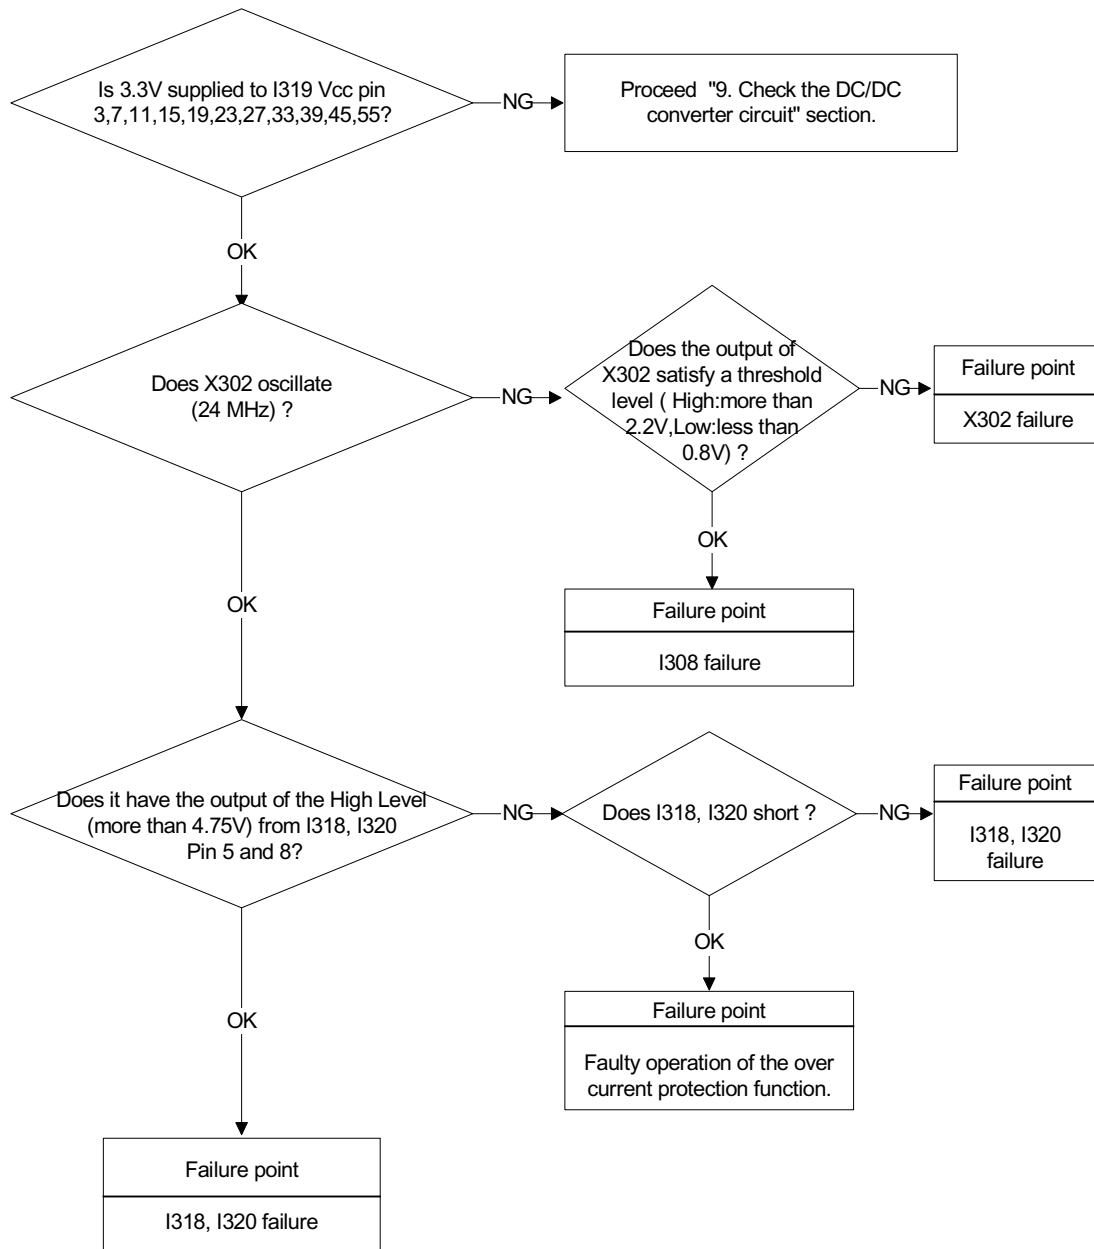 Is 3.3V supplied to I319 Vcc pin
3,7,11,15,19,23,27,33,39,45,55?
NG
Proceed "9. Check the DC/DC
converter circuit" section.
OK
Does X302 oscillate
(24 MHz) ?
NG
Does the output of
X302 satisfy a threshold
level ( High:more than
2.2V,Low:less than
0.8V) ?
NG
Failure point
X302 failure
OK
Failure point
I308 failure
OK
Does it have the output of the High Level
(more than 4.75V) from I318, I320
Pin 5 and 8?
NG
Does I318, I320 short ?
NG
Failure point
I318, I320
failure
OK
Failure point
Faulty operation of the over
current protection function.
OK
Failure point
I318, I320 failure